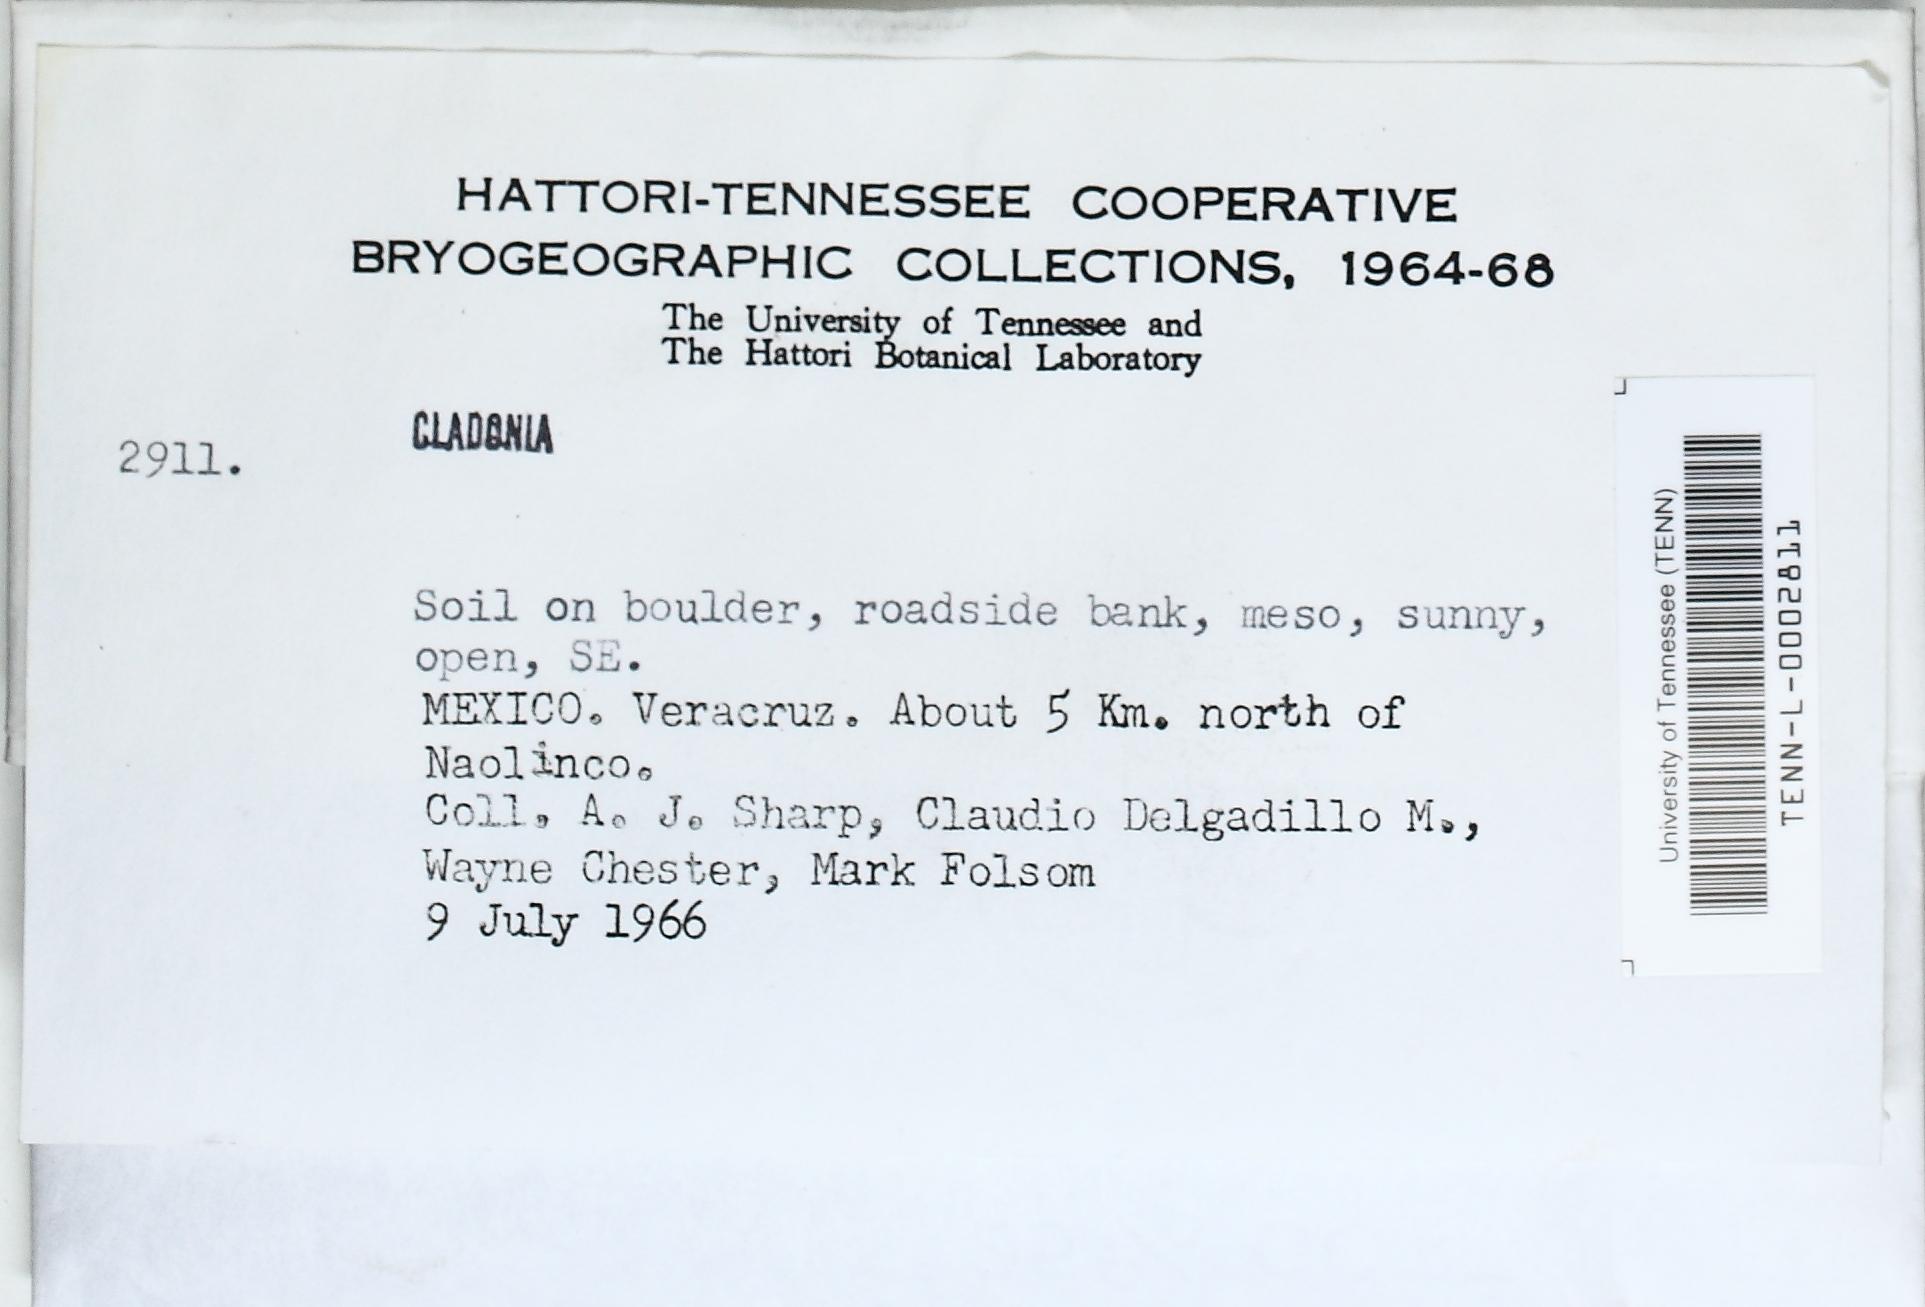 HATTORI-TENNESSEE COOPERATIVE
BRYOGEOGRAPHIC COLLECTIONS, 1964-68
The University of Tennessee and
The Hattori Botanical Laboratory
2911. CLADONIA
Soil on boulder, roadside bank, meso, sunny,
open, SE.
MEXICO. Veracruz. About 5 Km. north of
Naolinco.
Coll. A. J. Sharp, Claudio Delgadillo M.,
Wayne Chester, Mark Folsom
9 July 1966
University of Tennessee (TENN)
TENN-L-0002811